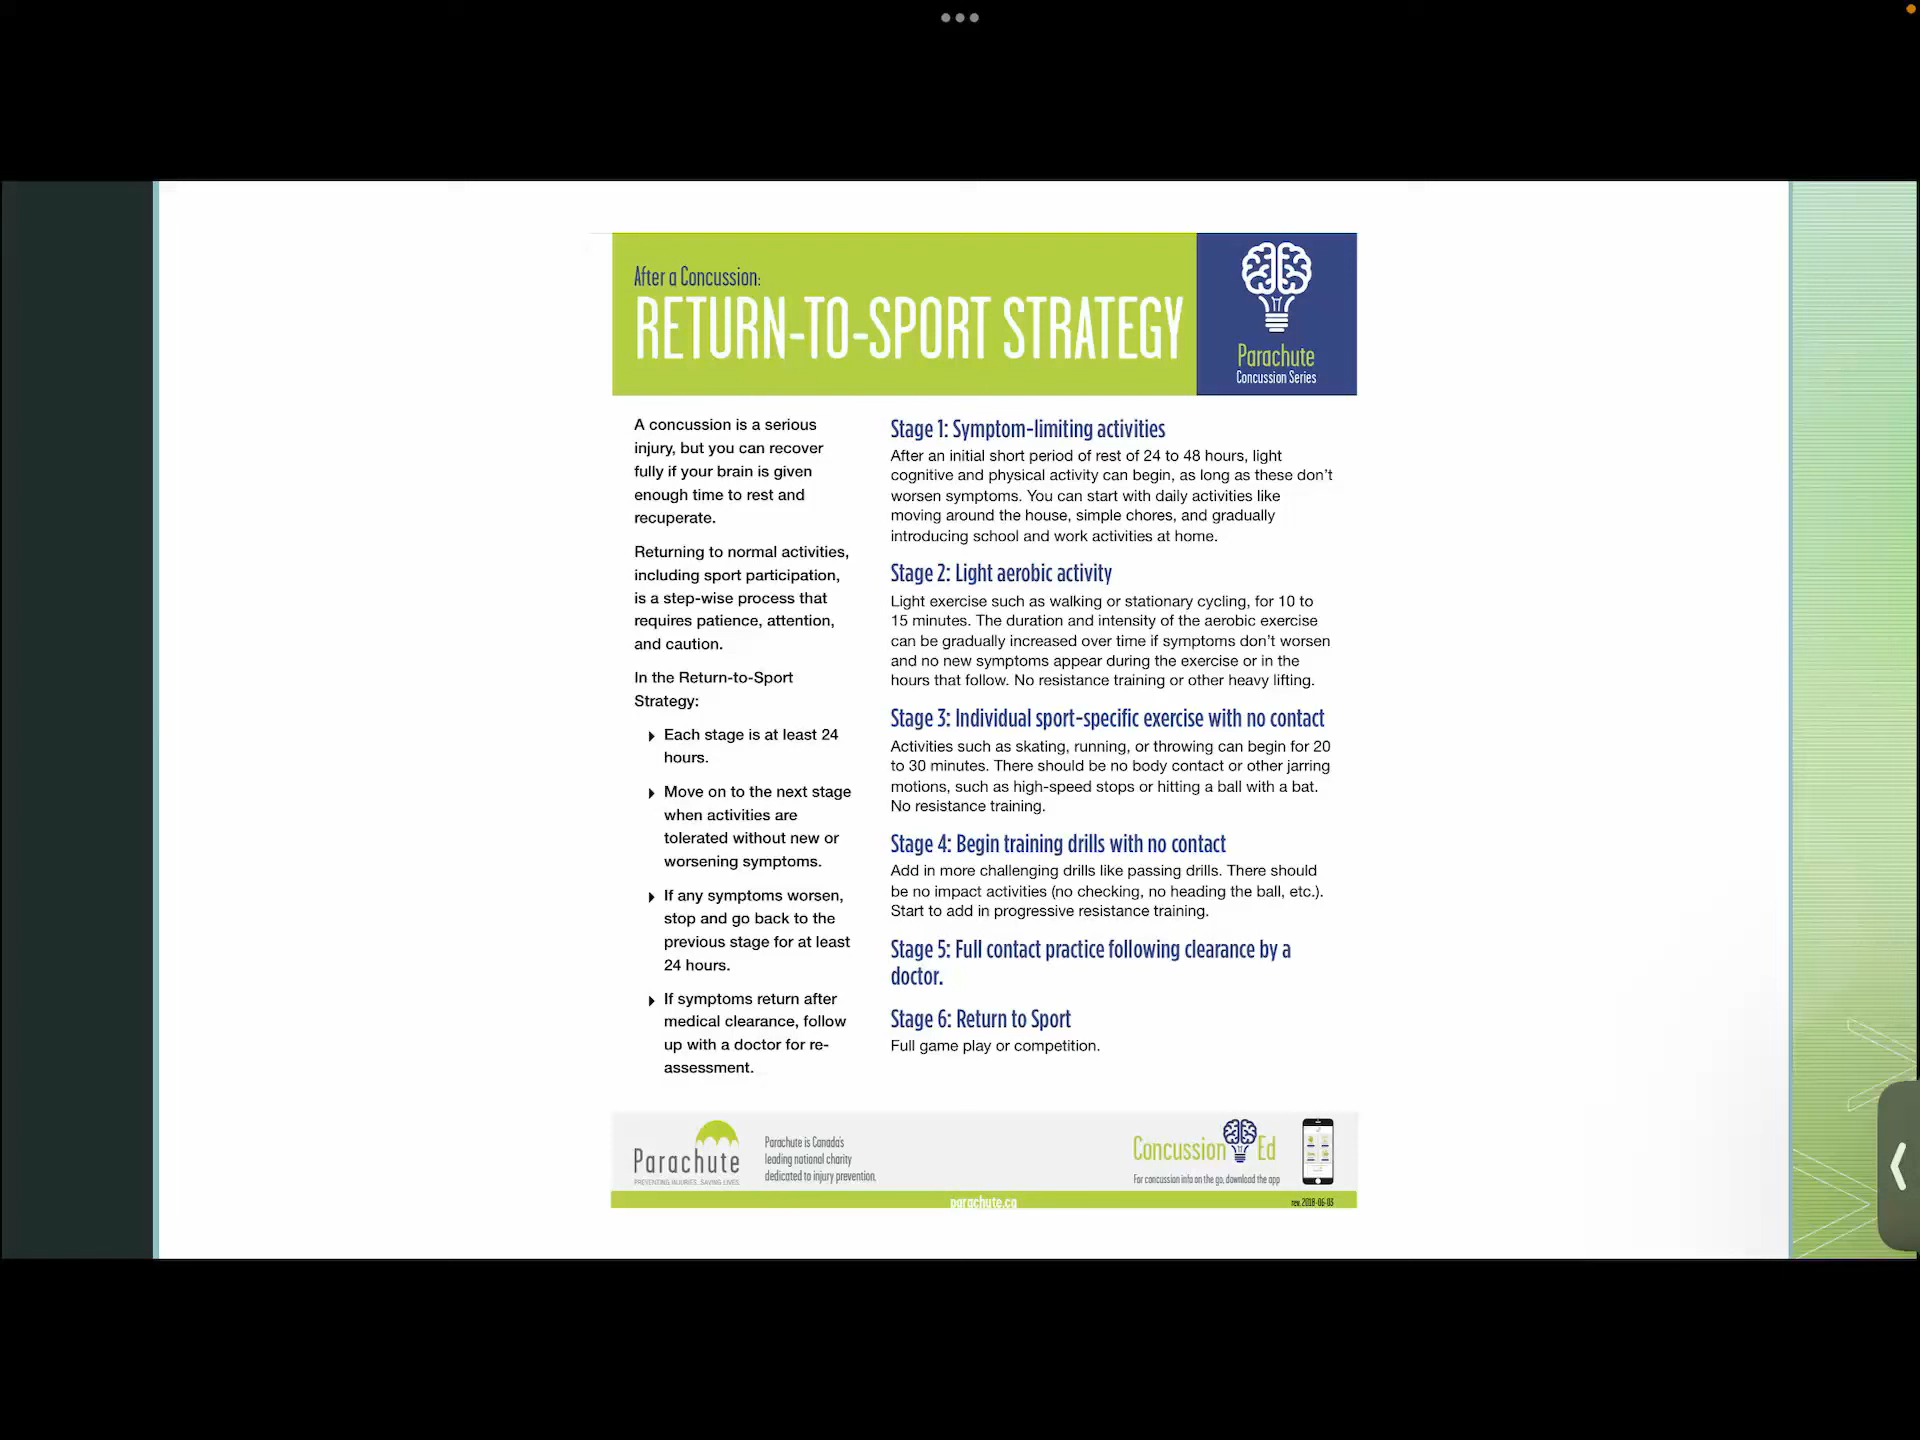 After a Concussion:
RETURN-TO-SPORT STRATEGY
Parachute
Concussion Series
A concussion is a serious
injury, but you can recover
fully if your brain is given
enough time to rest and
recuperate.
Returning to normal activities,
including sport participation,
is a step-wise process that
requires patience, attention,
and caution.
In the Return-to-Sport
Strategy:
Each stage is at least 24
hours.
Move on to the next stage
when activities are
tolerated without new or
worsening symptoms.
If any symptoms worsen,
stop and go back to the
previous stage for at least
24 hours.
If symptoms return after
medical clearance, follow
up with a doctor for re-
assessment.
Stage 1: Symptom-limiting activities
After an initial short period of rest of 24 to 48 hours, light
cognitive and physical activity can begin, as long as these don't
worsen symptoms. You can start with daily activities like
moving around the house, simple chores, and gradually
introducing school and work activities at home.
Stage 2: Light aerobic activity
Light exercise such as walking or stationary cycling, for 10 to
15 minutes. The duration and intensity of the aerobic exercise
can be gradually increased over time if symptoms don't worsen
and no new symptoms appear during the exercise or in the
hours that follow. No resistance training or other heavy lifting.
Stage 3: Individual sport-specific exercise with no contact
Activities such as skating, running, or throwing can begin for 20
to 30 minutes. There should be no body contact or other jarring
motions, such as high-speed stops or hitting a ball with a bat.
No resistance training.
Stage 4: Begin training drills with no contact
Add in more challenging drills like passing drills. There should
be no impact activities (no checking, no heading the ball, etc.).
Start to add in progressive resistance training.
Stage 5: Full contact practice following clearance by a
doctor.
Stage 6: Return to Sport
Full game play or competition.
Parachute
PREVENTING INJURIES. SAVING LIVES.
Parachute is Canada's
leading national charity
dedicated to injury prevention.
Concussion Ed
For concussion info on the go, download the app
parachute.ca
rev. 2018-06-03